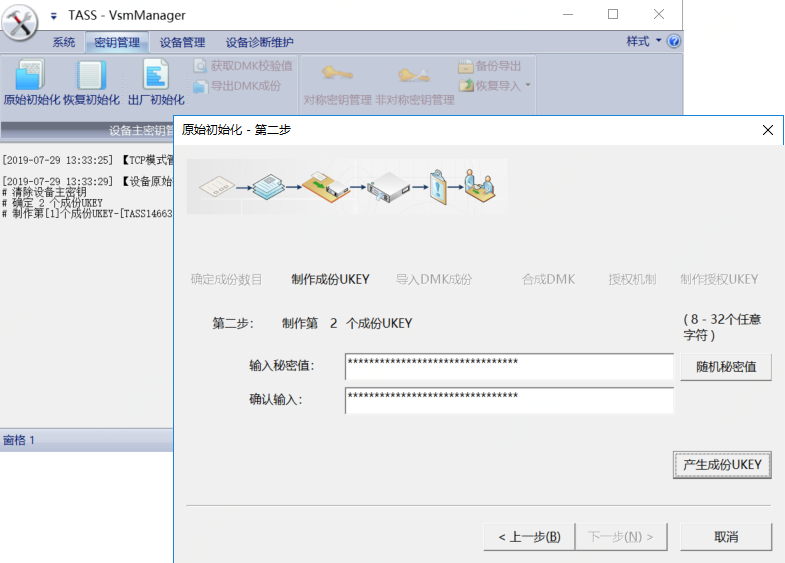 TASS - VsmManager
系统 密钥管理 设备管理 设备诊断维护 样式
原始初始化 恢复初始化 出厂初始化
获取DMK校验值
导出DMK成份
对称密钥管理 非对称密钥管理
备份导出
恢复导入
设备主密钥管
[2019-07-29 13:33:25] 【TCP模式管
[2019-07-29 13:33:29] 【设备原始
# 清除设备主密钥
# 确定 2 个成份UKEY
# 制作第[1]个成份UKEY-[TASS14663
窗格 1
原始初始化 - 第二步
确定成份数目 制作成份UKEY 导入DMK成份 合成DMK 授权机制 制作授权UKEY
第二步: 制作第 2 个成份UKEY
( 8 - 32个任意
字符 )
输入秘密值: ********************************
随机秘密值
确认输入: ********************************
产生成份UKEY
< 上一步(B) 下一步(N) > 取消